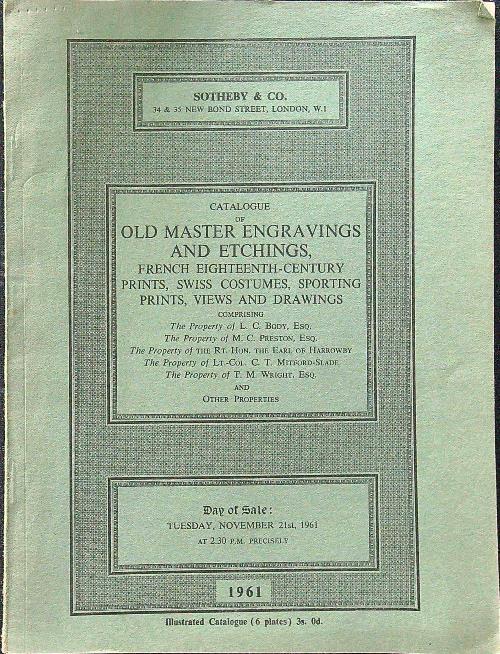 SOTHEBY & CO.
34 & 35 NEW BOND STREET, LONDON, W.1
CATALOGUE
OF
OLD MASTER ENGRAVINGS
AND ETCHINGS,
FRENCH EIGHTEENTH-CENTURY
PRINTS, SWISS COSTUMES, SPORTING
PRINTS, VIEWS AND DRAWINGS
COMPRISING
The Property of L. C. BODY, ESQ.
The Property of M. C. PRESTON, ESQ.
The Property of THE RT. HON. THE EARL OF HARROWBY
The Property of LT.-COL. C. T. MITFORD-SLADE
The Property of T. M. WRIGHT, ESQ.
AND
OTHER PROPERTIES
Day of Sale:
TUESDAY, NOVEMBER 21st, 1961
AT 2.30 P.M. PRECISELY
1961
Illustrated Catalogue (6 plates) 3s. 0d.